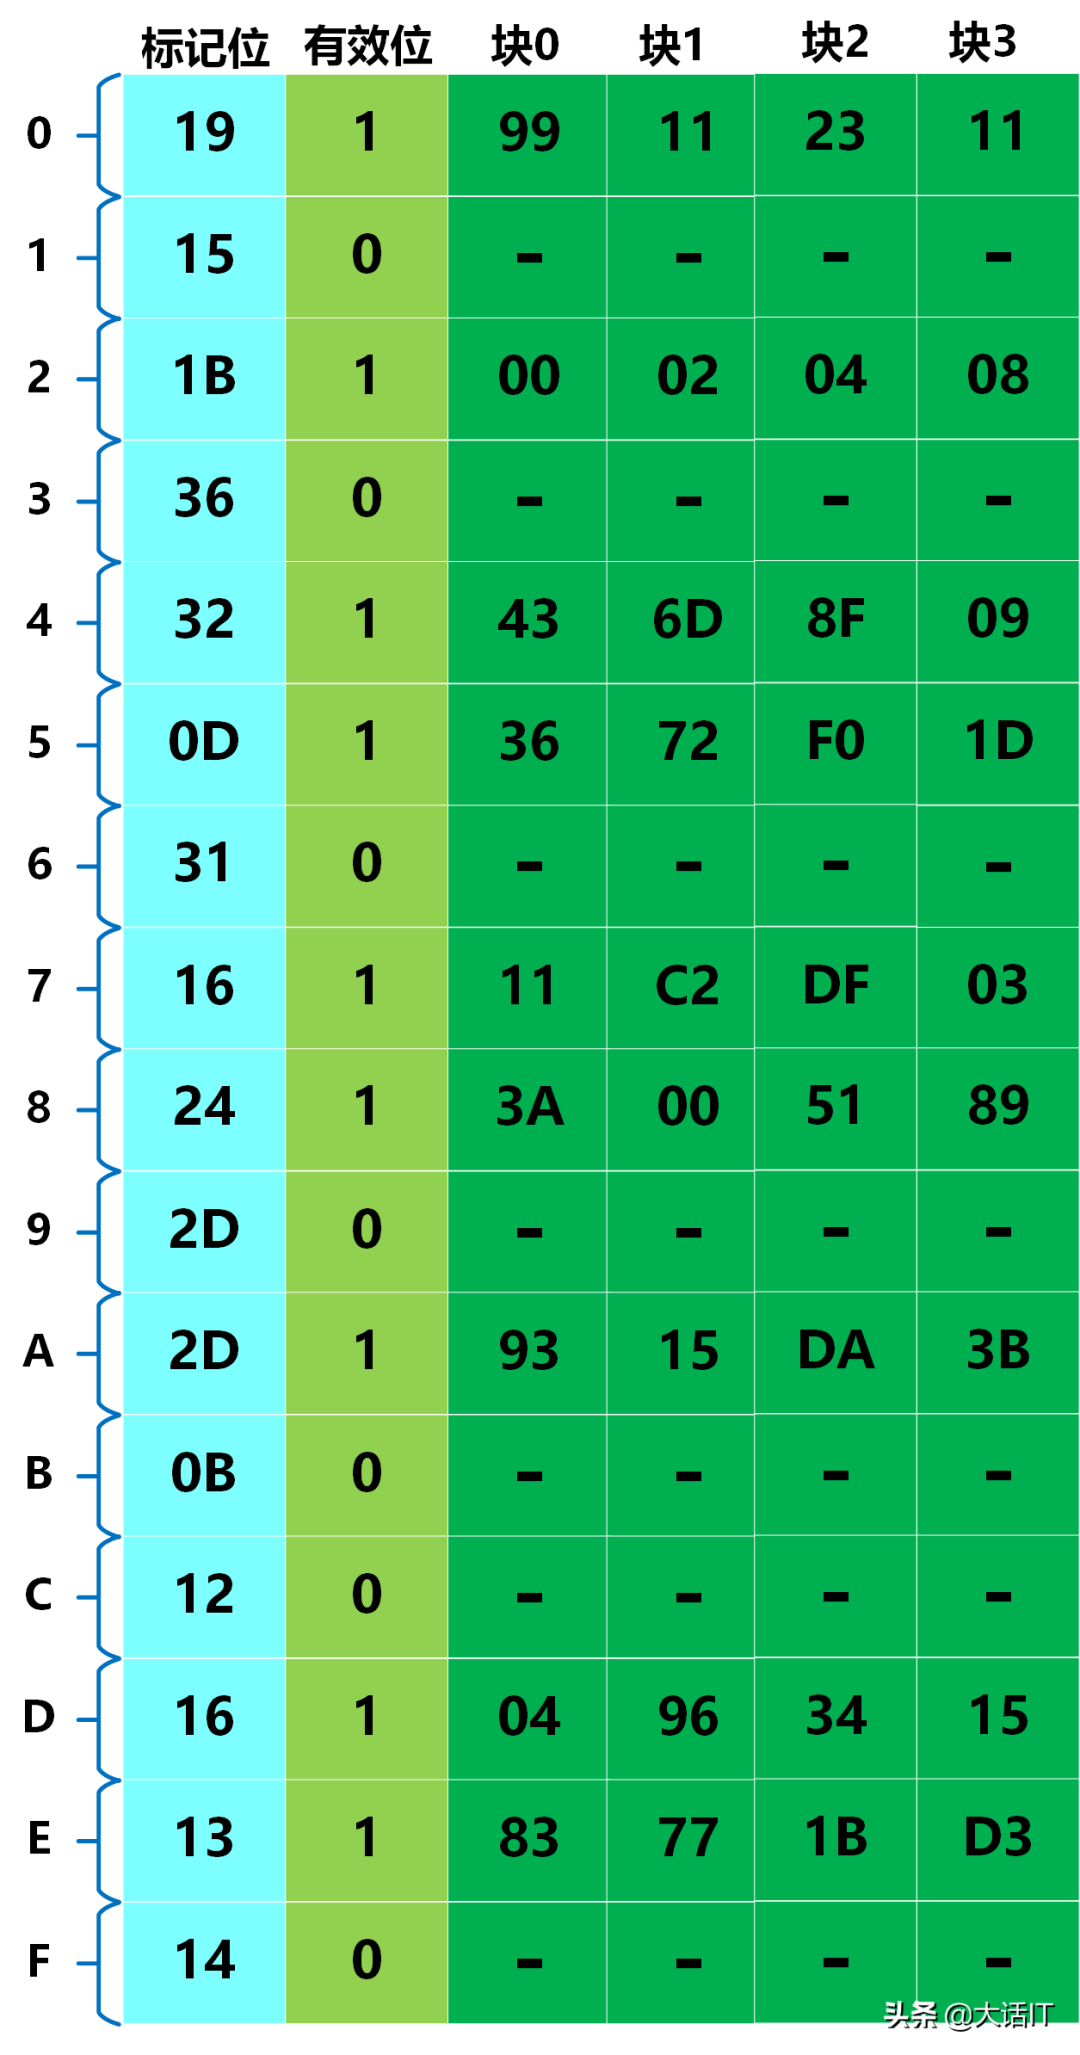 标记位 有效位 块0 块1 块2 块3
0 19 1 99 11 23 11
1 15 0 - - - -
2 1B 1 00 02 04 08
3 36 0 - - - -
4 32 1 43 6D 8F 09
5 0D 1 36 72 F0 1D
6 31 0 - - - -
7 16 1 11 C2 DF 03
8 24 1 3A 00 51 89
9 2D 0 - - - -
A 2D 1 93 15 DA 3B
B 0B 0 - - - -
C 12 0 - - - -
D 16 1 04 96 34 15
E 13 1 83 77 1B D3
F 14 0 - - - -
头条 @大话IT